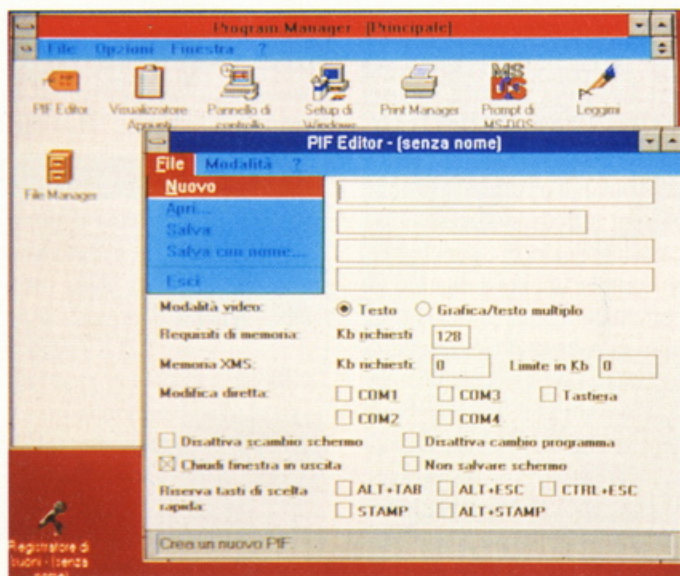 Program Manager - [Principale]
File Opzioni Finestra ?
PIF Editor
Visualizzatore Appunti
Pannello di controllo
Setup di Windows
Print Manager
Prompt di MS-DOS
Leggimi
File Manager
PIF Editor - (senza nome)
File Modalità ?
Nuovo
Apri...
Salva
Salva con nome...
Esci
Modalità video: Testo Grafica/testo multiplo
Requisiti di memoria: Kb richiesti 128
Memoria XMS: Kb richiesti: 0 Limite in Kb 0
Modifica diretta: COM1 COM3 Tastiera
COM2 COM4
Disattiva scambio schermo Disattiva cambio programma
Chiudi finestra in uscita Non salvare schermo
Riserva tasti di scelta rapida: ALT+TAB ALT+ESC CTRL+ESC
STAMP ALT+STAMP
Crea un nuovo PIF.
Registratore di suoni - (senza nome)
MS DOS